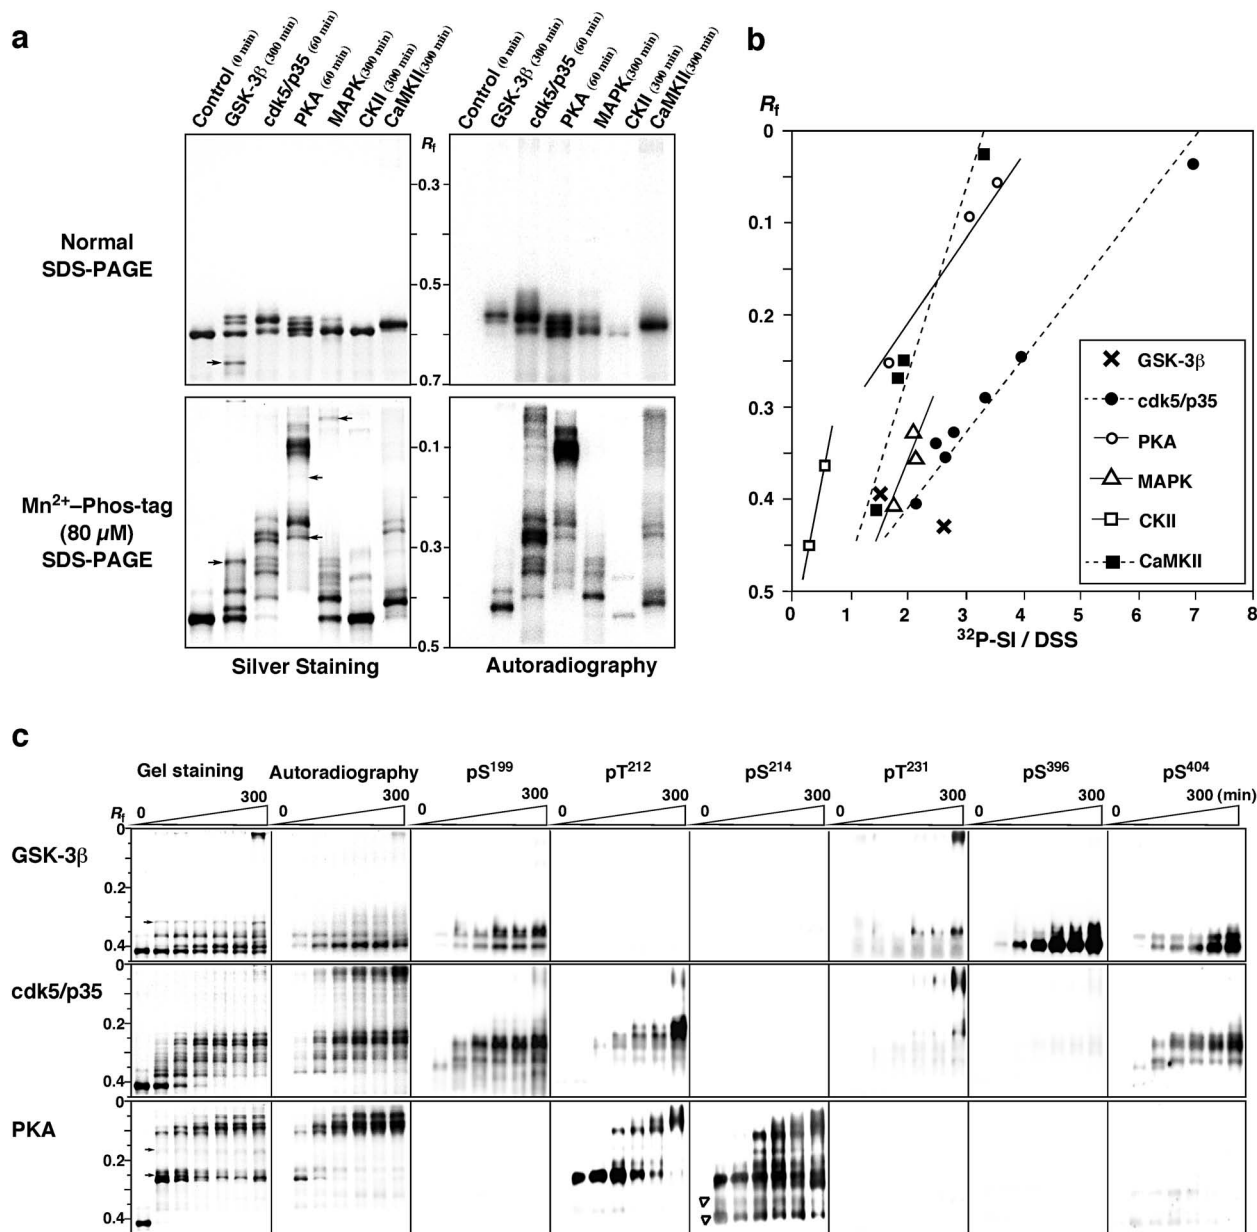 a
Control (0 min)
GSK-3β (300 min)
cdk5/p35 (60 min)
PKA (60 min)
MAPK(300 min)
CKII (300 min)
CaMKII(300 min)
Control (0 min)
GSK-3β (300 min)
cdk5/p35 (60 min)
PKA (60 min)
MAPK(300 min)
CKII (300 min)
CaMKII(300 min)
Rf
0.3
0.5
0.7
Normal
SDS-PAGE
0.1
0.3
0.5
Mn2+–Phos-tag
(80 µM)
SDS-PAGE
Silver Staining
Autoradiography
b
Rf
0
0.1
0.2
0.3
0.4
0.5
0 1 2 3 4 5 6 7 8
32P-SI / DSS
GSK-3β
cdk5/p35
PKA
MAPK
CKII
CaMKII
c
Gel staining Autoradiography pS199 pT212 pS214 pT231 pS396 pS404
Rf 0 300 0 300 0 300 0 300 0 300 0 300 0 300 0 300 (min)
GSK-3β
0
0.2
0.4
cdk5/p35
0
0.2
0.4
PKA
0
0.2
0.4